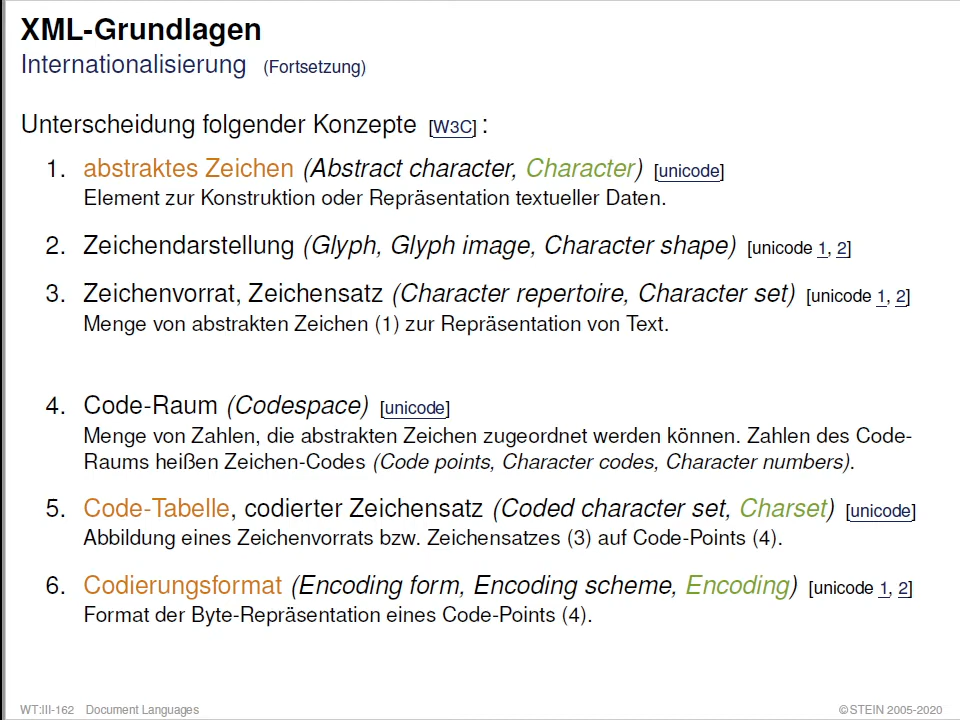 XML-Grundlagen
Internationalisierung (Fortsetzung)
Unterscheidung folgender Konzepte [W3C] :
1. abstraktes Zeichen (Abstract character, Character) [unicode]
Element zur Konstruktion oder Repräsentation textueller Daten.
2. Zeichendarstellung (Glyph, Glyph image, Character shape) [unicode 1, 2]
3. Zeichenvorrat, Zeichensatz (Character repertoire, Character set) [unicode 1, 2]
Menge von abstrakten Zeichen (1) zur Repräsentation von Text.
4. Code-Raum (Codespace) [unicode]
Menge von Zahlen, die abstrakten Zeichen zugeordnet werden können. Zahlen des Code-
Raums heißen Zeichen-Codes (Code points, Character codes, Character numbers).
5. Code-Tabelle, codierter Zeichensatz (Coded character set, Charset) [unicode]
Abbildung eines Zeichenvorrats bzw. Zeichensatzes (3) auf Code-Points (4).
6. Codierungsformat (Encoding form, Encoding scheme, Encoding) [unicode 1, 2]
Format der Byte-Repräsentation eines Code-Points (4).
WT:III-162 Document Languages ©STEIN 2005-2020